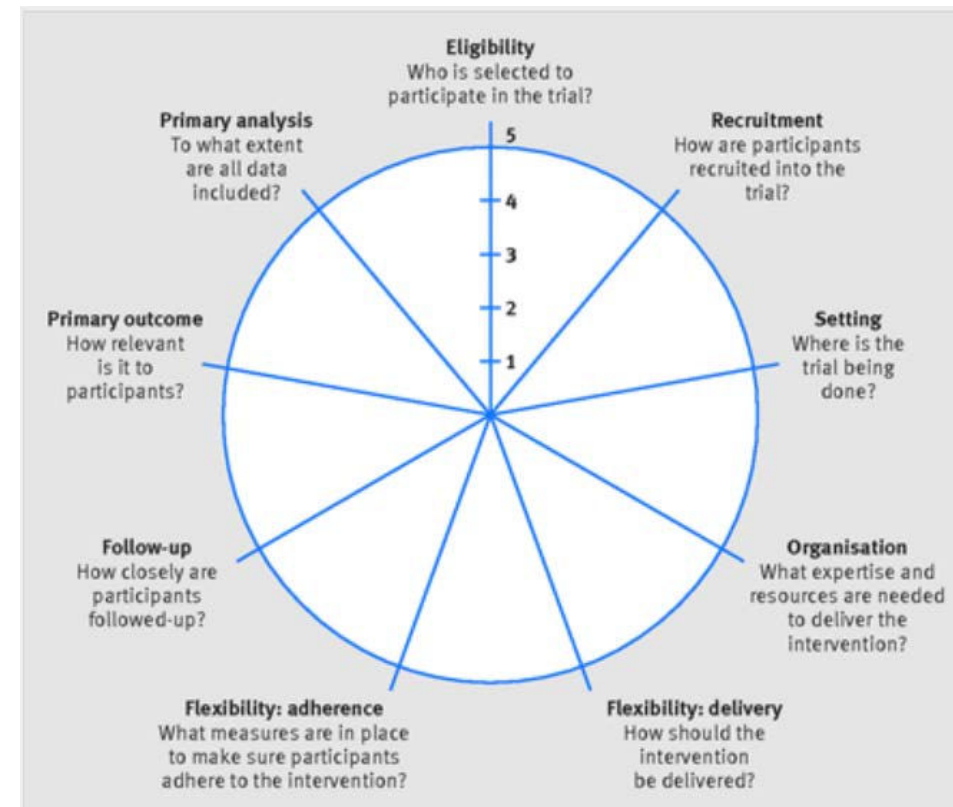 Eligibility
Who is selected to
participate in the trial?
Recruitment
How are participants
recruited into the
trial?
Setting
Where is the
trial being
done?
Organisation
What expertise and
resources are needed
to deliver the
intervention?
Flexibility: delivery
How should the
intervention
be delivered?
Flexibility: adherence
What measures are in place
to make sure participants
adhere to the intervention?
Follow-up
How closely are
participants
followed-up?
Primary outcome
How relevant
is it to
participants?
Primary analysis
To what extent
are all data
included?
5
4
3
2
1